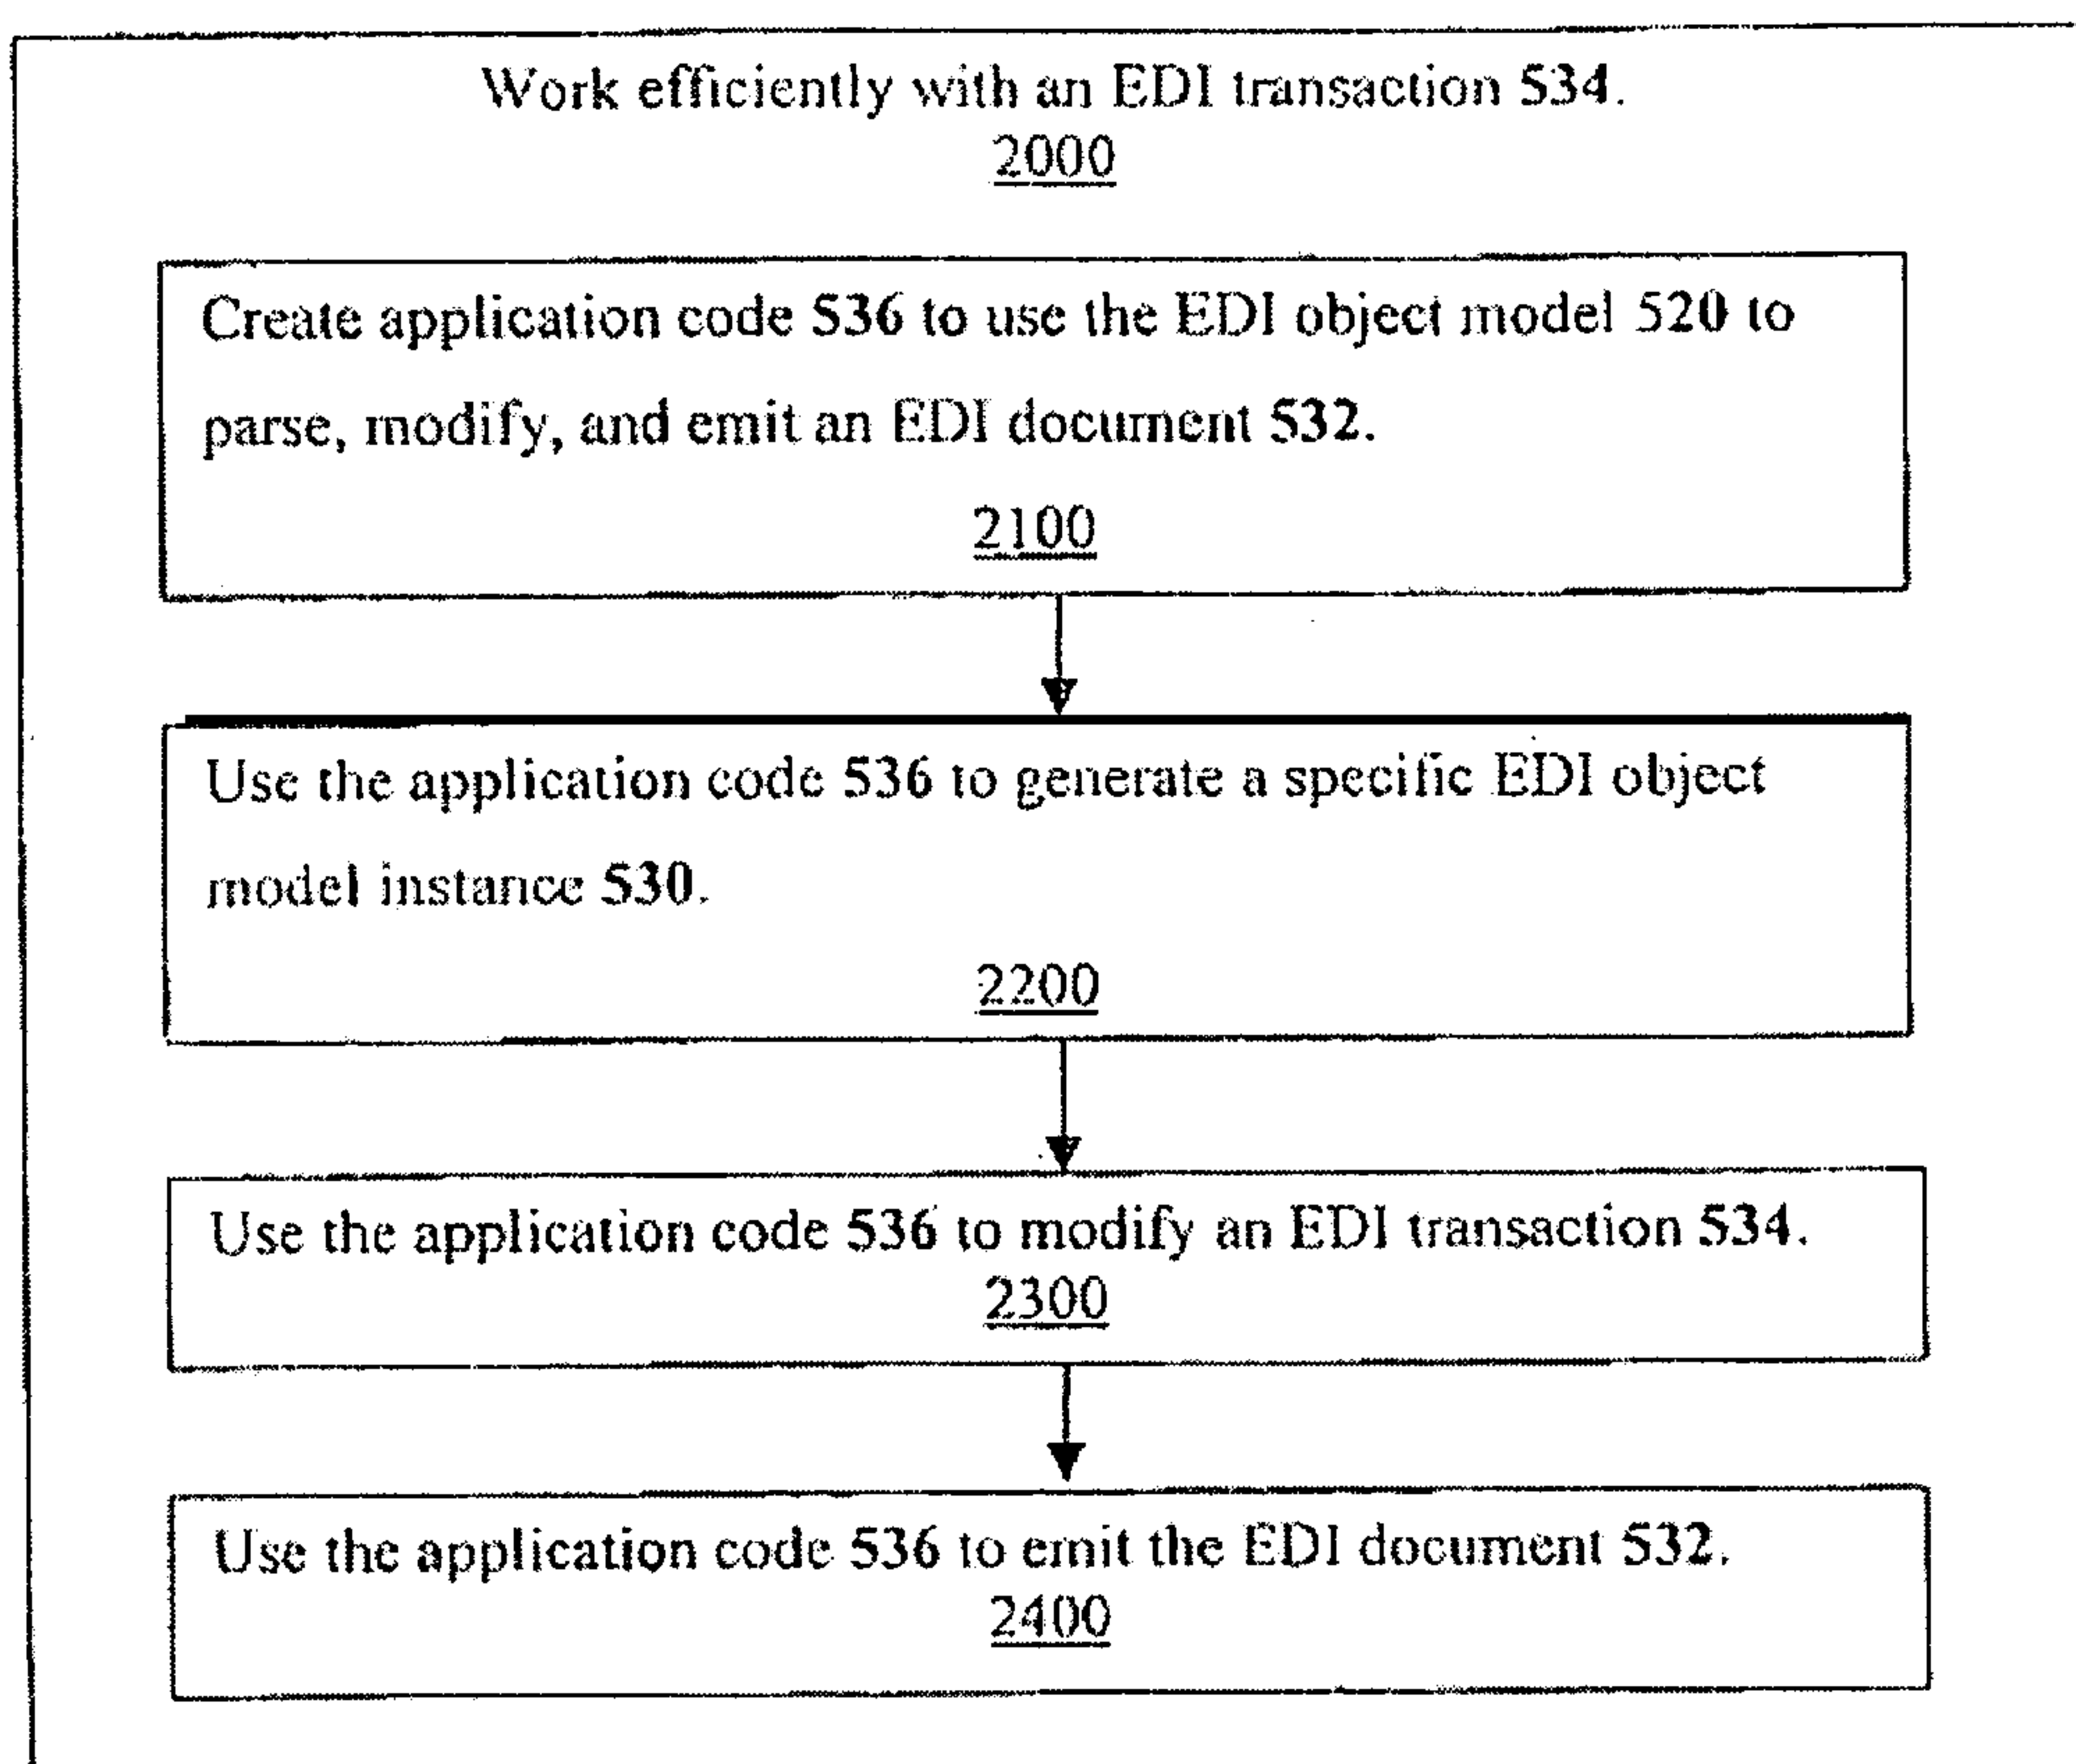 Work efficiently with an EDI transaction 534.
2000
Create application code 536 to use the EDI object model 520 to
parse, modify, and emit an EDI document 532.
2100
Use the application code 536 to generate a specific EDI object
model instance 530.
2200
Use the application code 536 to modify an EDI transaction 534.
2300
Use the application code 536 to emit the EDI document 532.
2400